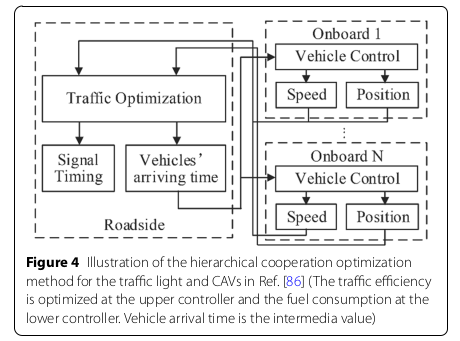 Onboard 1
Vehicle Control
Traffic Optimization
Speed
Position
⋮
Signal
Timing
Vehicles'
arriving time
Onboard N
Vehicle Control
Speed
Position
Roadside
Figure 4 Illustration of the hierarchical cooperation optimization
method for the traffic light and CAVs in Ref. [86] (The traffic efficiency
is optimized at the upper controller and the fuel consumption at the
lower controller. Vehicle arrival time is the intermedia value)